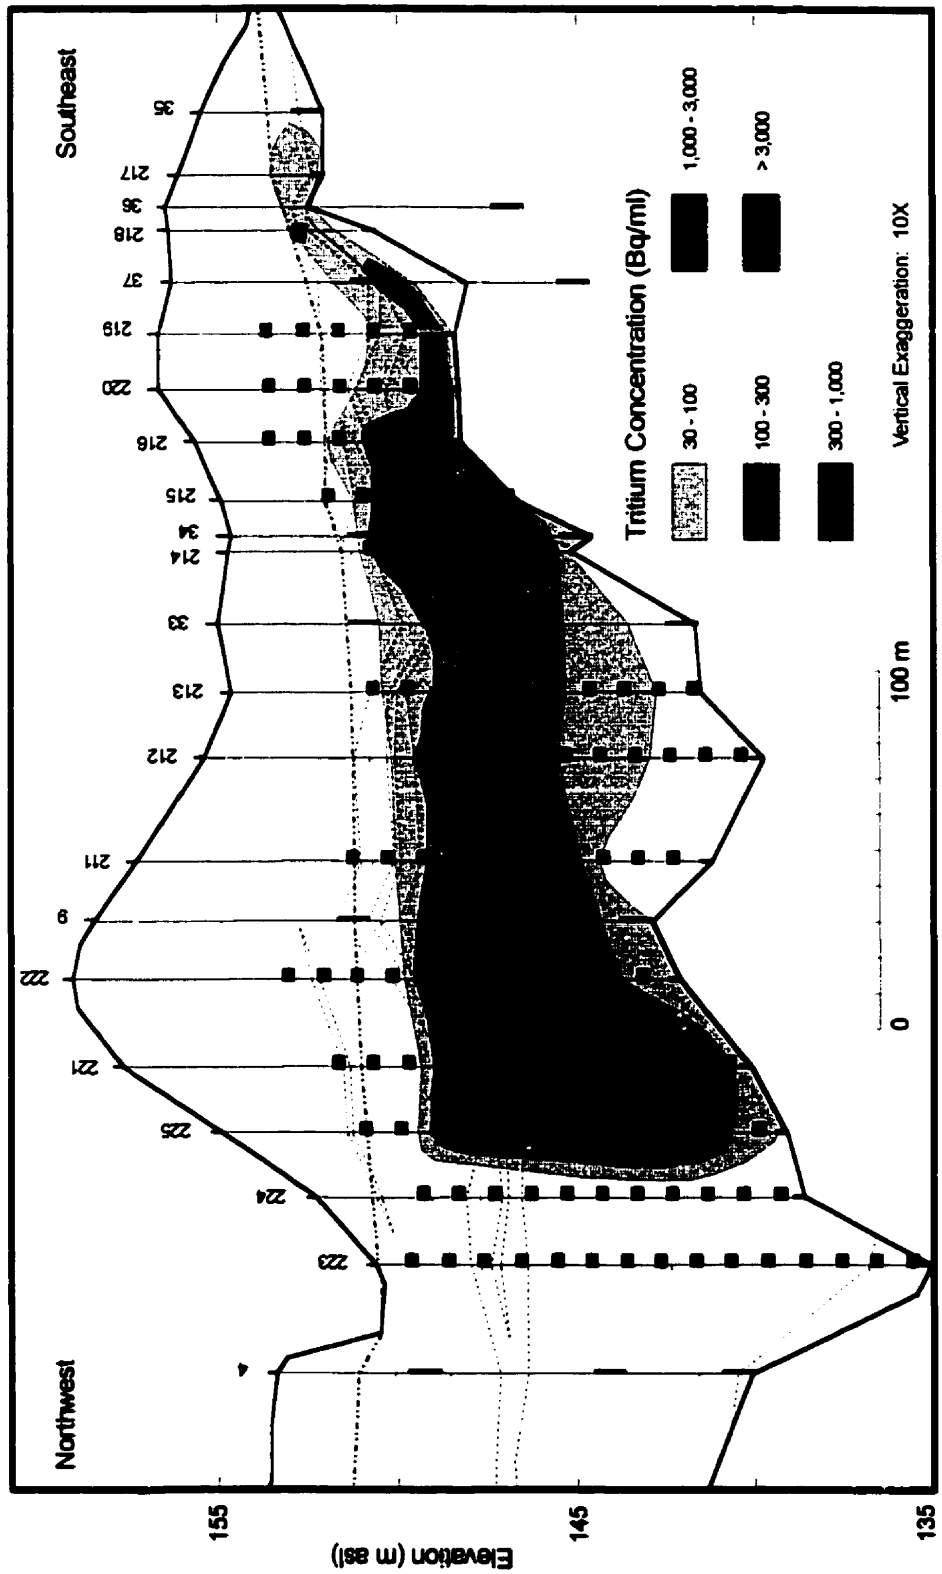 Northwest
Southeast
4
223
224
225
221
222
9
211
212
213
33
214
34
215
216
220
219
37
218
36
217
35
155
145
135
Elevation (m asl)
0
100 m
Tritium Concentration (Bq/ml)
30 - 100
100 - 300
300 - 1,000
1,000 - 3,000
> 3,000
Vertical Exaggeration: 10X